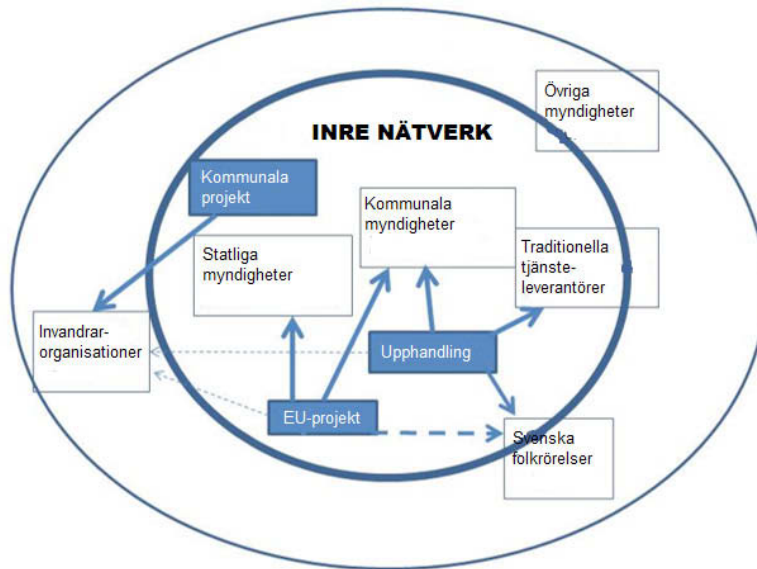 Övriga
myndigheter
INRE NÄTVERK
Kommunala
projekt
Kommunala
myndigheter
Statliga
myndigheter
Traditionella
tjänste-
leverantörer
Invandrar-
organisationer
Upphandling
EU-projekt
Svenska
folkrörelser